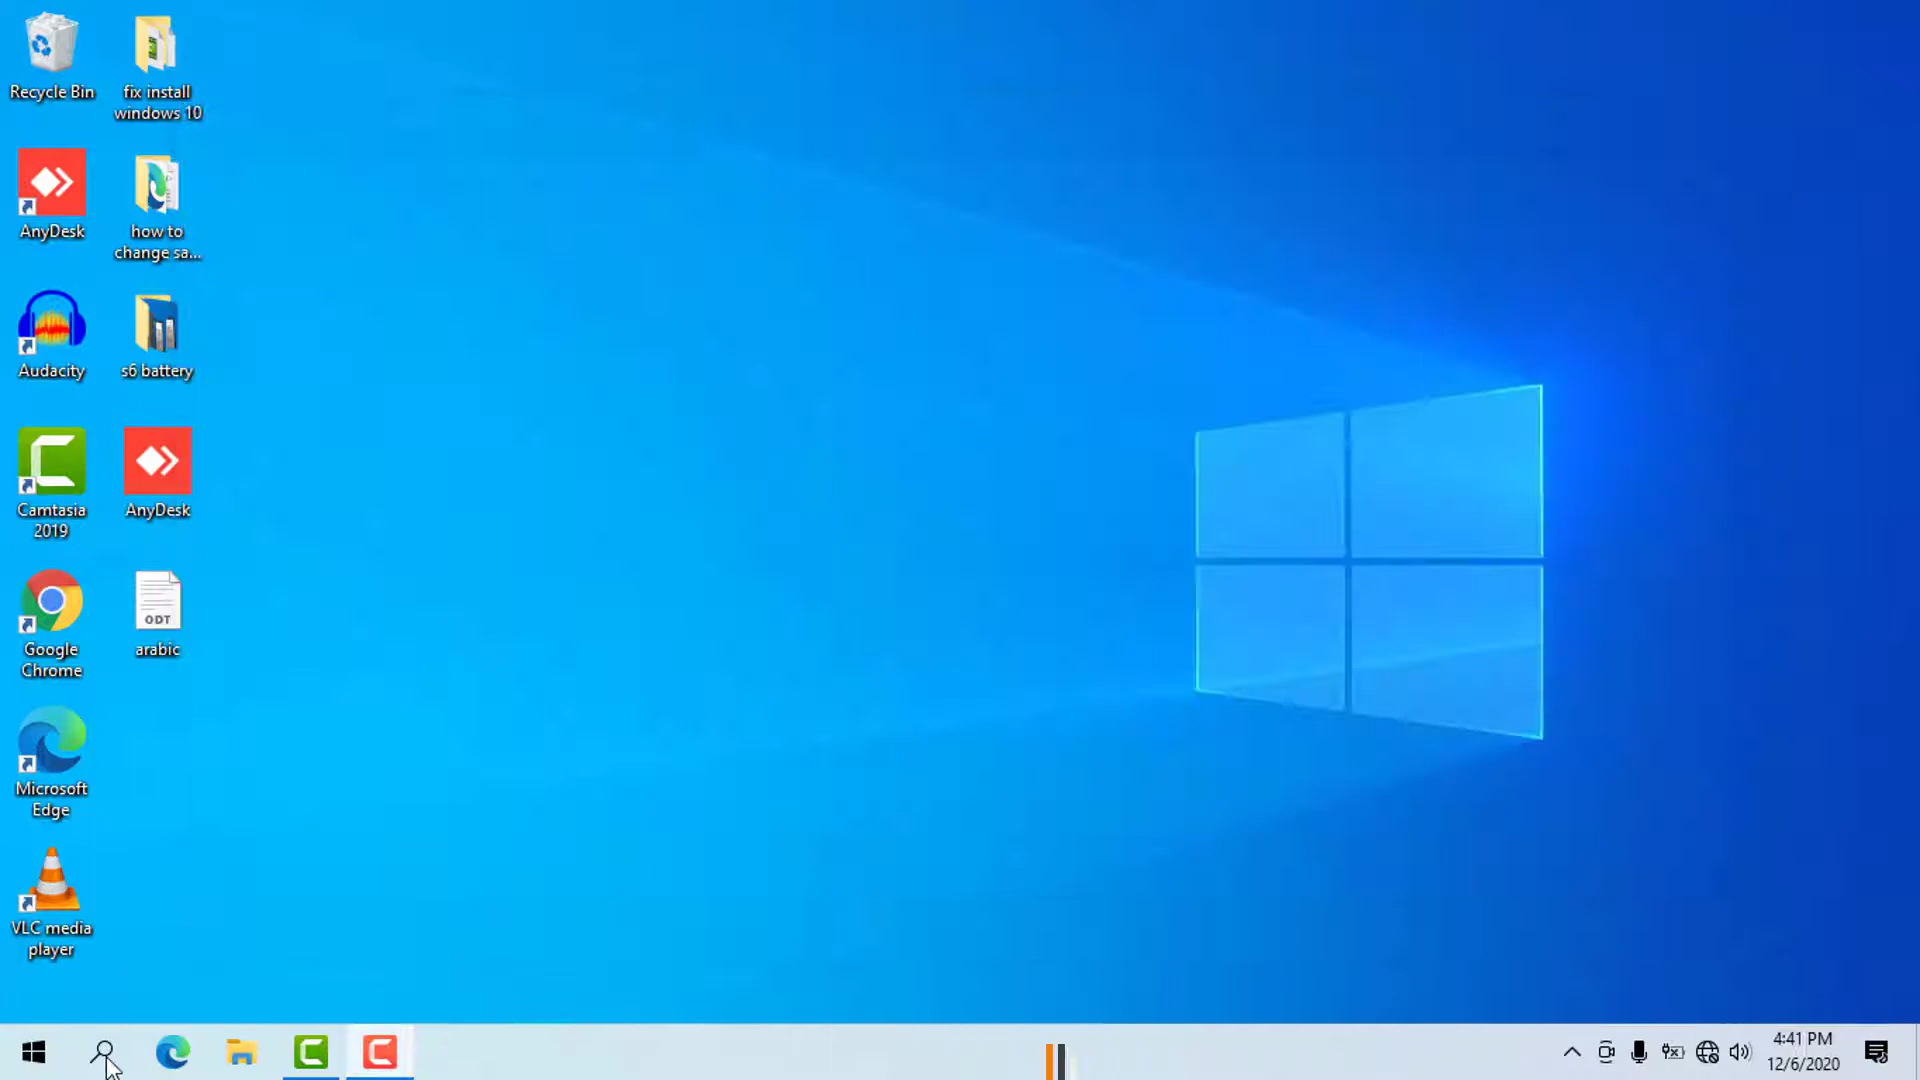 Recycle Bin
fix install
windows 10
AnyDesk
how to
change sa...
Audacity
s6 battery
Camtasia
2019
AnyDesk
Google
Chrome
ODT
arabic
Microsoft
Edge
VLC media
player
4:41 PM
12/6/2020